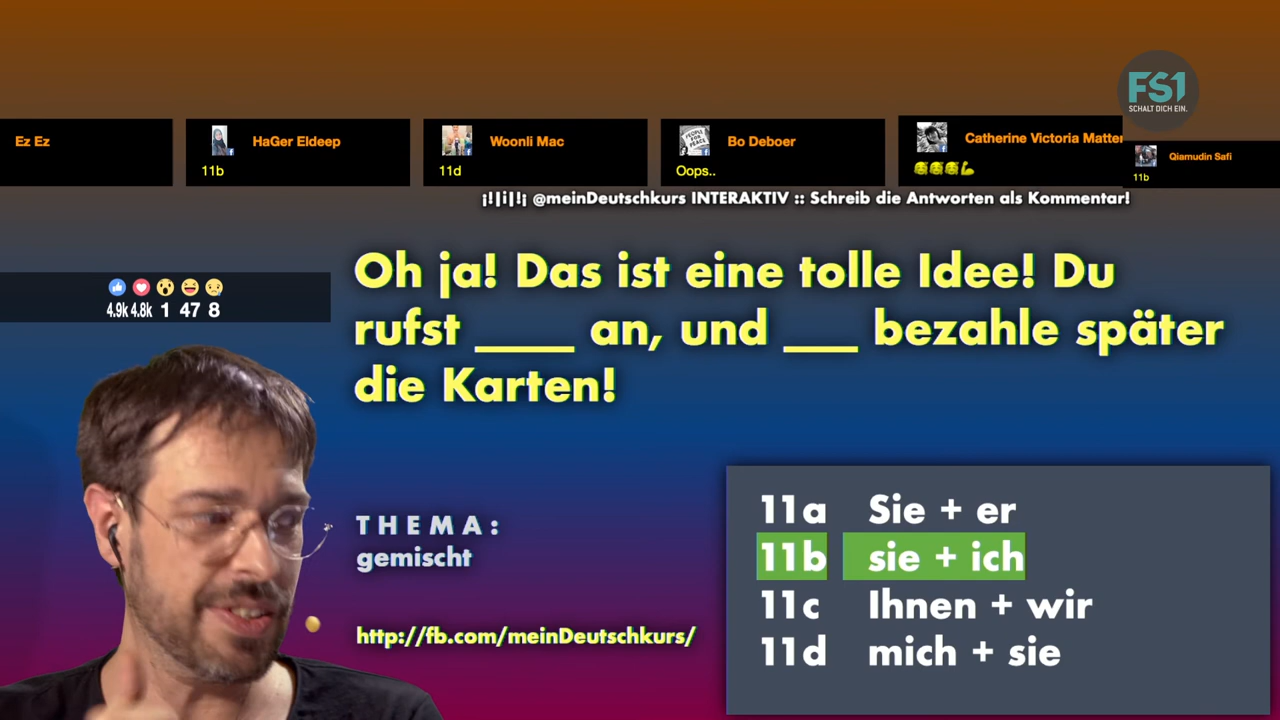 FS1
SCHALT DICH EIN.
Ez Ez
HaGer Eldeep
11b
Woonli Mac
11d
Bo Deboer
Oops..
Catherine Victoria Matter
Qiamudin Safi
11b
¡!|i|!¡ @meinDeutschkurs INTERAKTIV :: Schreib die Antworten als Kommentar!
4.9k 4.8k 1 47 8
Oh ja! Das ist eine tolle Idee! Du
rufst ____ an, und ___ bezahle später
die Karten!
THEMA:
gemischt
http://fb.com/meinDeutschkurs/
11a Sie + er
11b sie + ich
11c Ihnen + wir
11d mich + sie